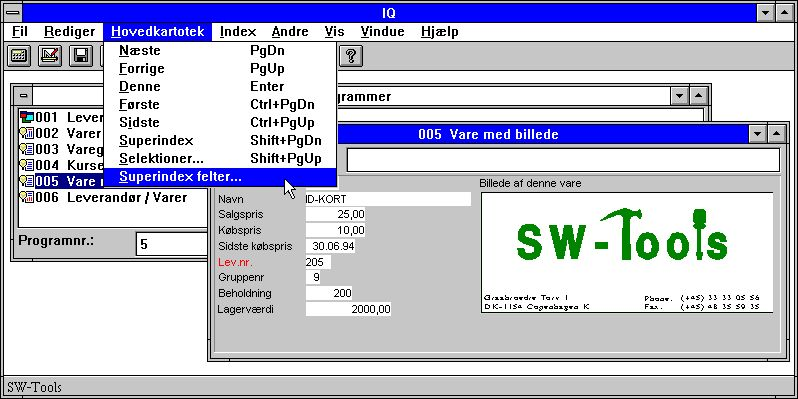 IQ
Fil Rediger Hovedkartotek Index Andre Vis Vindue Hjælp
Næste PgDn
Forrige PgUp
Denne Enter
Første Ctrl+PgDn
Sidste Ctrl+PgUp
Superindex Shift+PgDn
Selektioner... Shift+PgUp
Superindex felter...
?
grammer
001 Lever
002 Varer
003 Vareg
004 Kurse
005 Vare
006 Leverandør / Varer
Programnr.: 5
005 Vare med billede
Navn ID-KORT
Salgspris 25,00
Købspris 10,00
Sidste købspris 30.06.94
Lev.nr. 205
Gruppenr 9
Beholdning 200
Lagerværdi 2000,00
Billede af denne vare
SW-Tools
Graabroedre Torv 1 Phone. (+45) 33 33 05 56
DK-1154 Copenhagen K Fax. (+45) 48 35 59 35
SW-Tools